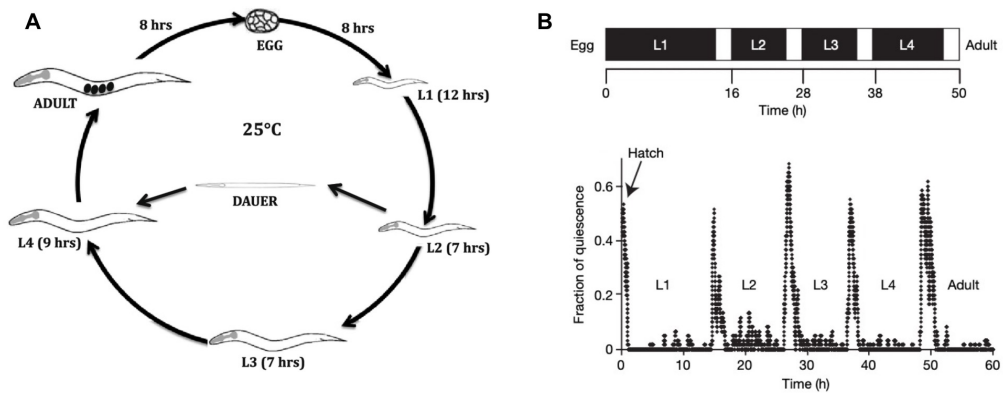 A
8 hrs
EGG
8 hrs
L1 (12 hrs)
ADULT
25°C
DAUER
L4 (9 hrs)
L2 (7 hrs)
L3 (7 hrs)
B
Egg L1 L2 L3 L4 Adult
0 16 28 38 50
Time (h)
Hatch
Fraction of quiescence
0.6
0.4
0.2
0
L1 L2 L3 L4 Adult
0 10 20 30 40 50 60
Time (h)